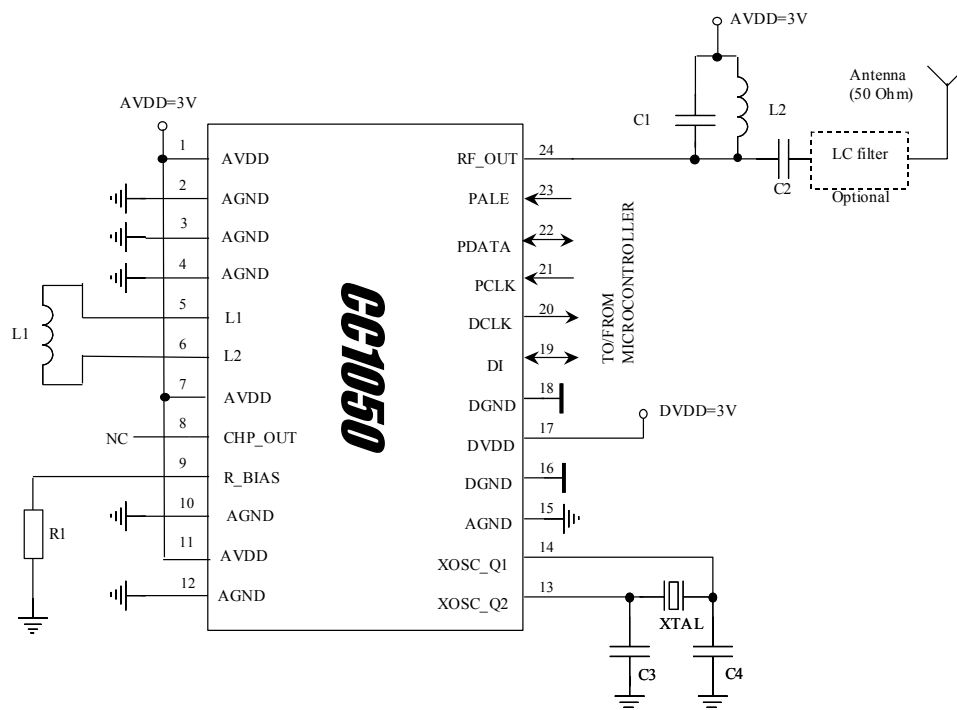 AVDD=3V
Antenna
(50 Ohm)
AVDD=3V
C1
L2
C2
LC filter
Optional
1
AVDD
RF_OUT
24
2
AGND
PALE
23
3
AGND
PDATA
22
4
AGND
PCLK
21
L1
5
L1
DCLK
20
6
L2
DI
19
TO/FROM
MICROCONTROLLER
7
AVDD
DGND
18
NC
8
CHP_OUT
DVDD
17
DVDD=3V
9
R_BIAS
DGND
16
R1
10
AGND
AGND
15
11
AVDD
XOSC_Q1
14
12
AGND
XOSC_Q2
13
CC1050
XTAL
C3
C4